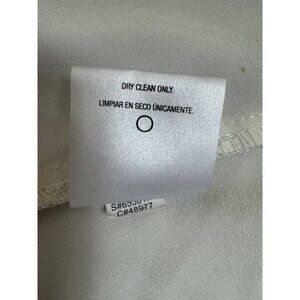 DRY CLEAN ONLY.
LIMPIAR EN SECO ÚNICAMENTE.
C#48977